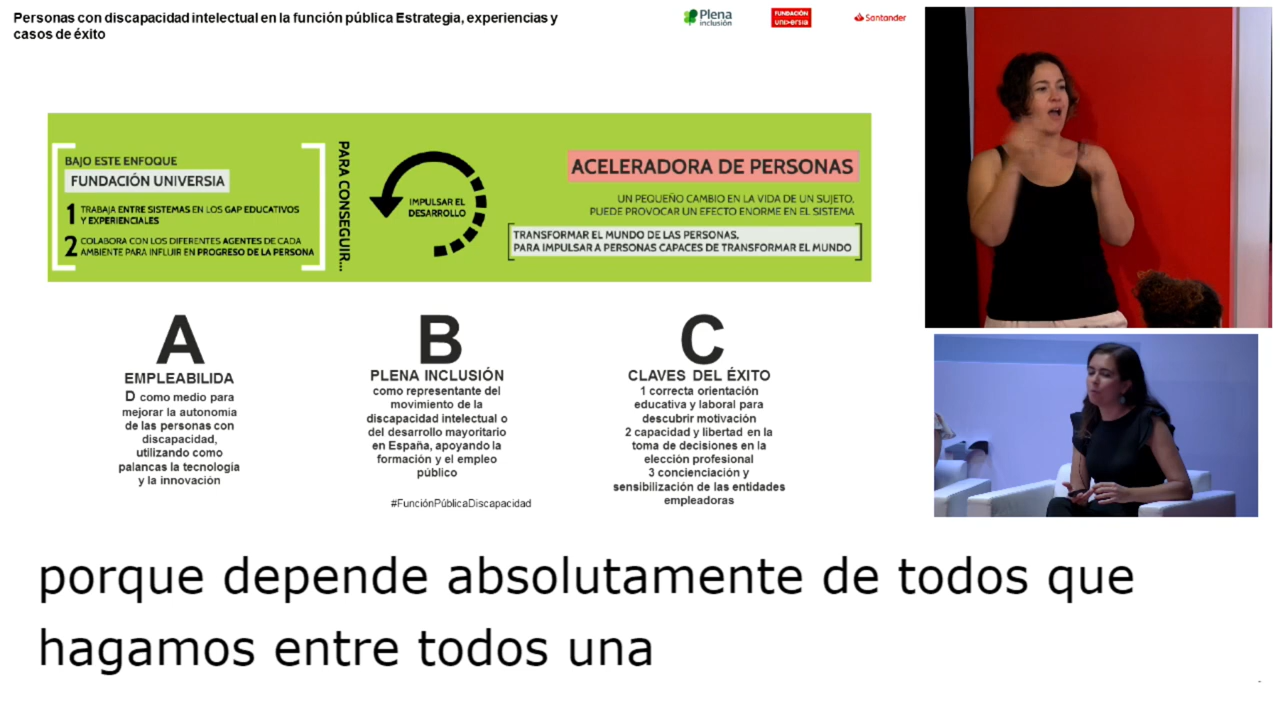 Personas con discapacidad intelectual en la función pública Estrategia, experiencias y
casos de éxito
Plena
inclusión
FUNDACIÓN
UNIVERSIA
Santander
BAJO ESTE ENFOQUE
FUNDACIÓN UNIVERSIA
1 TRABAJA ENTRE SISTEMAS EN LOS GAP EDUCATIVOS
Y EXPERIENCIALES
2 COLABORA CON LOS DIFERENTES AGENTES DE CADA
AMBIENTE PARA INFLUIR EN PROGRESO DE LA PERSONA
PARA CONSEGUIR...
IMPULSAR EL
DESARROLLO
ACELERADORA DE PERSONAS
UN PEQUEÑO CAMBIO EN LA VIDA DE UN SUJETO,
PUEDE PROVOCAR UN EFECTO ENORME EN EL SISTEMA
TRANSFORMAR EL MUNDO DE LAS PERSONAS,
PARA IMPULSAR A PERSONAS CAPACES DE TRANSFORMAR EL MUNDO
A
EMPLEABILIDA
D como medio para
mejorar la autonomía
de las personas con
discapacidad,
utilizando como
palancas la tecnología
y la innovación
B
PLENA INCLUSIÓN
como representante del
movimiento de la
discapacidad intelectual o
del desarrollo mayoritario
en España, apoyando la
formación y el empleo
público
#FunciónPúblicaDiscapacidad
C
CLAVES DEL ÉXITO
1 correcta orientación
educativa y laboral para
descubrir motivación
2 capacidad y libertad en la
toma de decisiones en la
elección profesional
3 concienciación y
sensibilización de las entidades
empleadoras
porque depende absolutamente de todos que
hagamos entre todos una